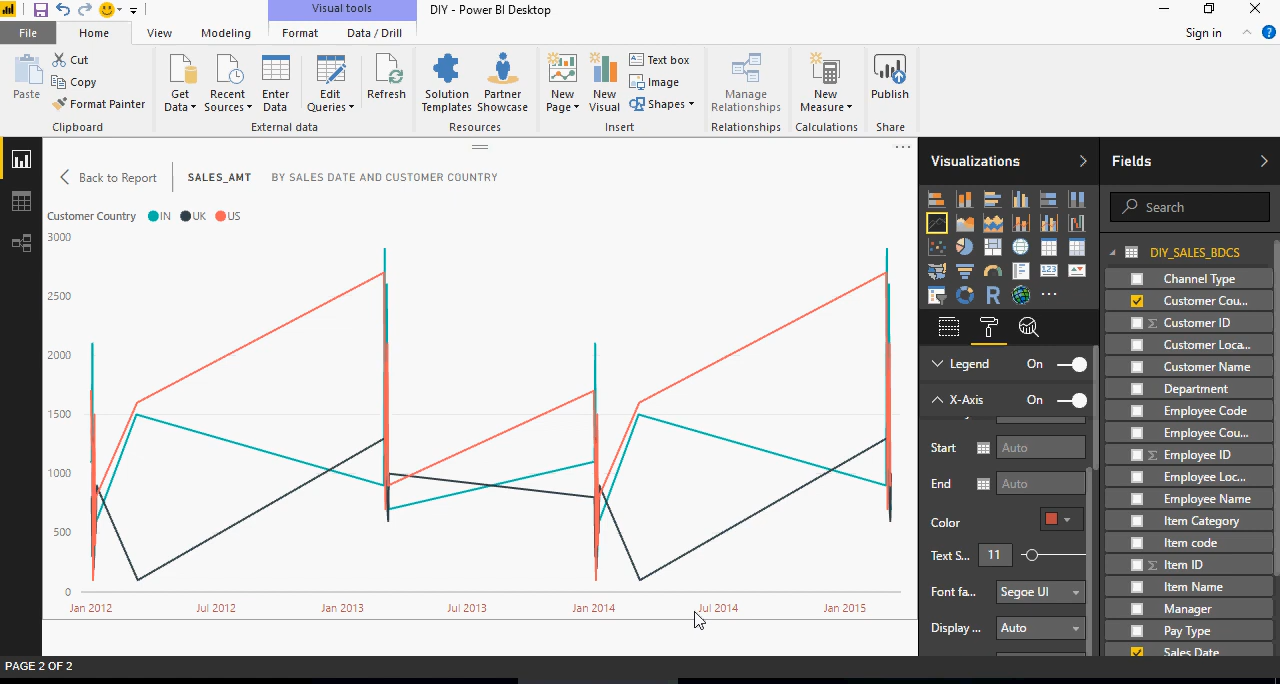 Visual tools
DIY - Power BI Desktop
File Home View Modeling Format Data / Drill Sign in ?
Paste
Cut
Copy
Format Painter
Clipboard
Get Data
Recent Sources
Enter Data
Edit Queries
Refresh
External data
Solution Templates
Partner Showcase
Resources
New Page
New Visual
Text box
Image
Shapes
Insert
Manage Relationships
Relationships
New Measure
Calculations
Publish
Share
Back to Report SALES_AMT BY SALES DATE AND CUSTOMER COUNTRY
Customer Country IN UK US
3000
2500
2000
1500
1000
500
0
Jan 2012 Jul 2012 Jan 2013 Jul 2013 Jan 2014 Jul 2014 Jan 2015
Visualizations
R
123
Legend On
X-Axis On
Start Auto
End Auto
Color
Text S... 11
Font fa... Segoe UI
Display ... Auto
Fields
Search
DIY_SALES_BDCS
Channel Type
Customer Cou...
Σ Customer ID
Customer Loca...
Customer Name
Department
Employee Code
Employee Cou...
Σ Employee ID
Employee Loc...
Employee Name
Item Category
Item code
Σ Item ID
Item Name
Manager
Pay Type
Sales Date
PAGE 2 OF 2